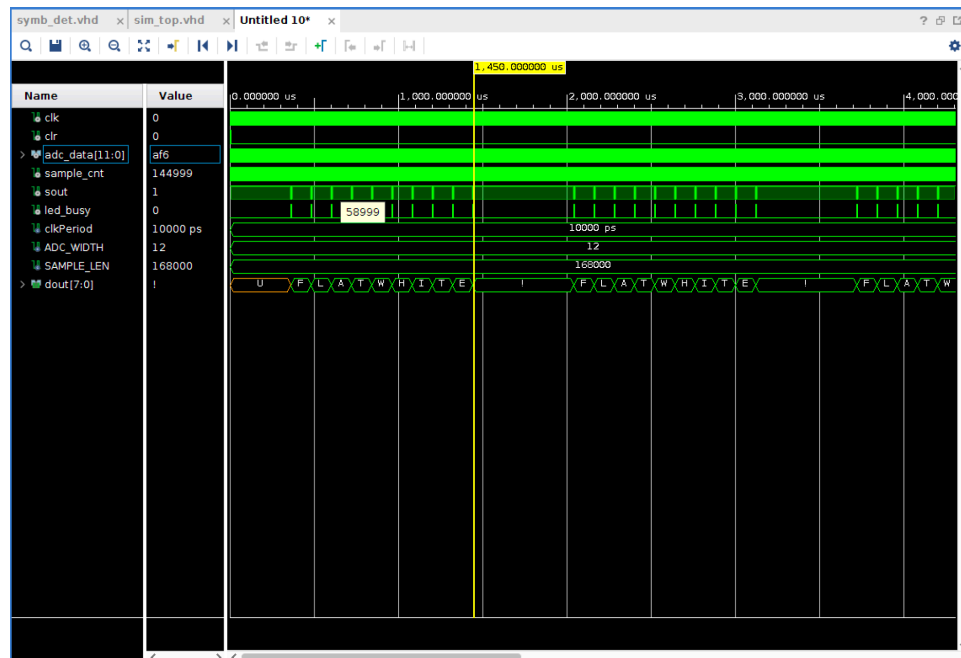 symb_det.vhd × sim_top.vhd × Untitled 10* × ?
1,450.000000 us
Name Value 0.000000 us 1,000.000000 us 2,000.000000 us 3,000.000000 us 4,000.000
clk 0
clr 0
> adc_data[11:0] af6
sample_cnt 144999
sout 1
led_busy 0
58999
clkPeriod 10000 ps 10000 ps
ADC_WIDTH 12 12
SAMPLE_LEN 168000 168000
> dout[7:0] ! U F L A T W H I T E ! F L A T W H I T E ! F L A T W